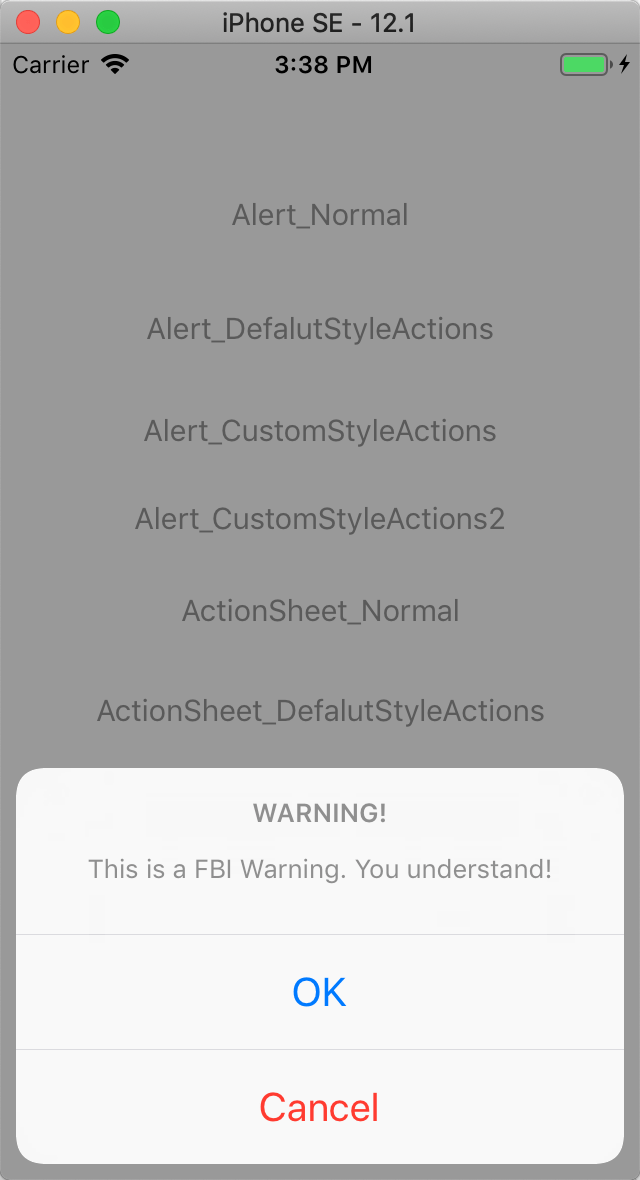 iPhone SE - 12.1
Carrier 3:38 PM
Alert_Normal
Alert_DefalutStyleActions
Alert_CustomStyleActions
Alert_CustomStyleActions2
ActionSheet_Normal
ActionSheet_DefalutStyleActions
WARNING!
This is a FBI Warning. You understand!
OK
Cancel